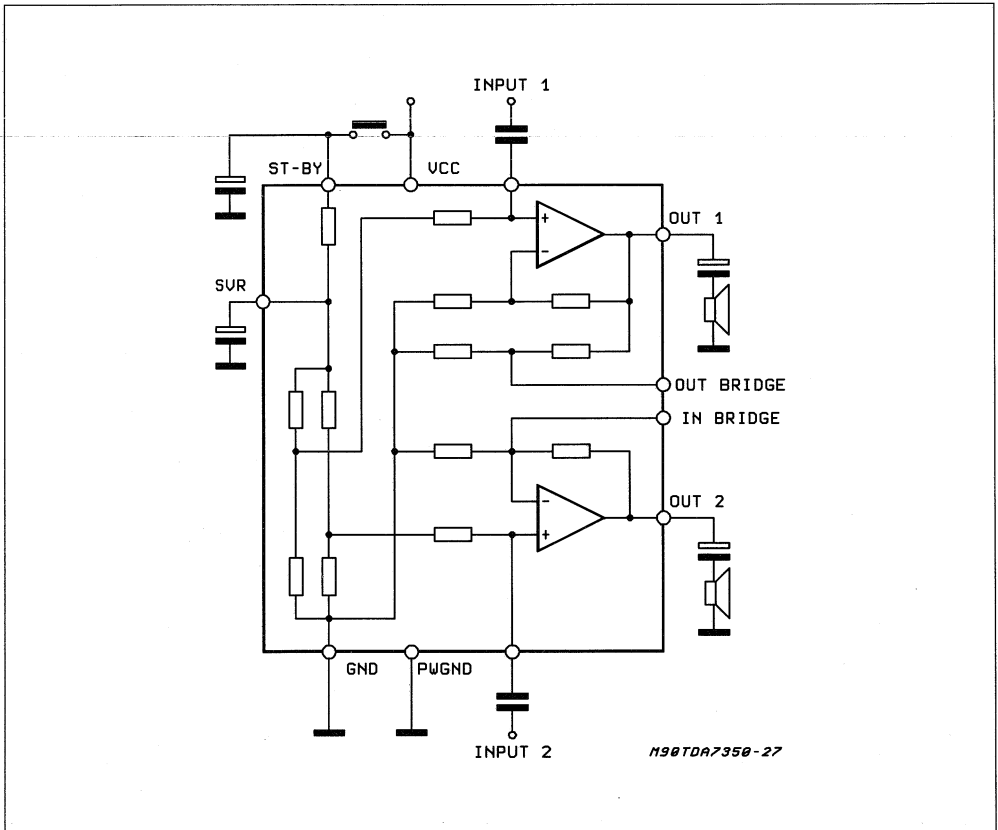 INPUT 1
ST-BY
VCC
OUT 1
SVR
OUT BRIDGE
IN BRIDGE
OUT 2
GND
PWGND
INPUT 2
M90TDA7350-27
+
-
-
+